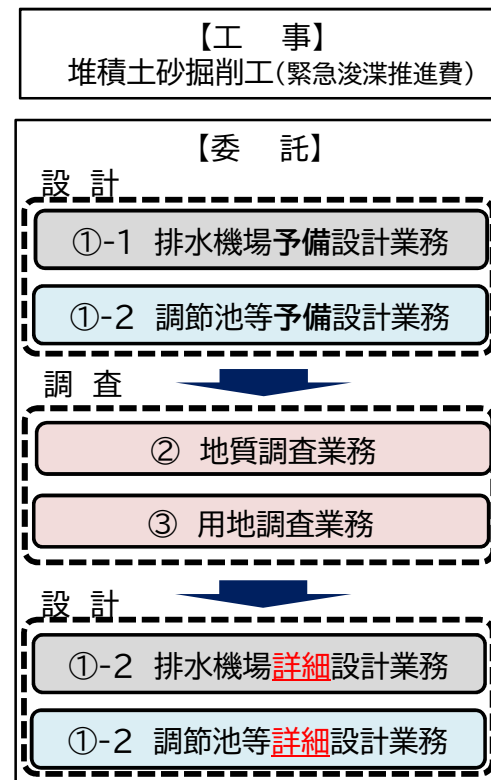 【工　事】
堆積土砂掘削工(緊急浚渫推進費)
【委　託】
設 計
①-1 排水機場予備設計業務
①-2 調節池等予備設計業務
調 査
② 地質調査業務
③ 用地調査業務
設 計
①-2 排水機場詳細設計業務
①-2 調節池等詳細設計業務